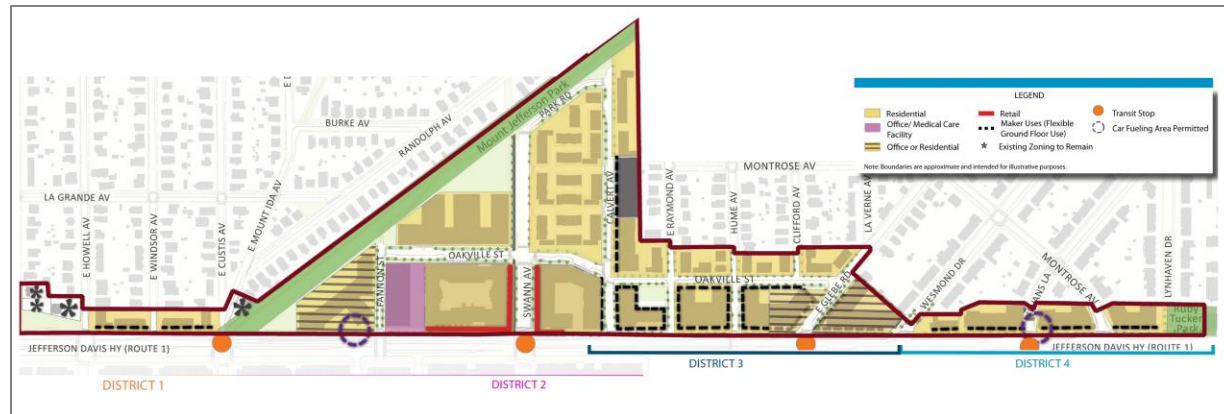 LEGEND
Residential
Office/ Medical Care
Facility
Office or Residential
Retail
Maker Uses (Flexible
Ground Floor Use)
Existing Zoning to Remain
Transit Stop
Car Fueling Area Permitted
Note: Boundaries are approximate and intended for illustrative purposes.
Mount Jefferson Park
PARK RD
RANDOLPH AV
BURKE AV
LA GRANDE AV
E HOWELL AV
E WINDSOR AV
E CUSTIS AV
E MOUNT IDA AV
MONTROSE AV
CALVERT AV
E RAYMOND AV
HUME AV
CLIFFORD AV
LA VERNE AV
OAKVILLE ST
FANNON ST
SWANN AV
OAKVILLE ST
E GLEBE RD
WESMOND DR
MONTROSE AV
LYNHAVEN DR
Ruby
Tucker
Park
JEFFERSON DAVIS HY (ROUTE 1)
JEFFERSON DAVIS HY (ROUTE 1)
DISTRICT 1
DISTRICT 2
DISTRICT 3
DISTRICT 4